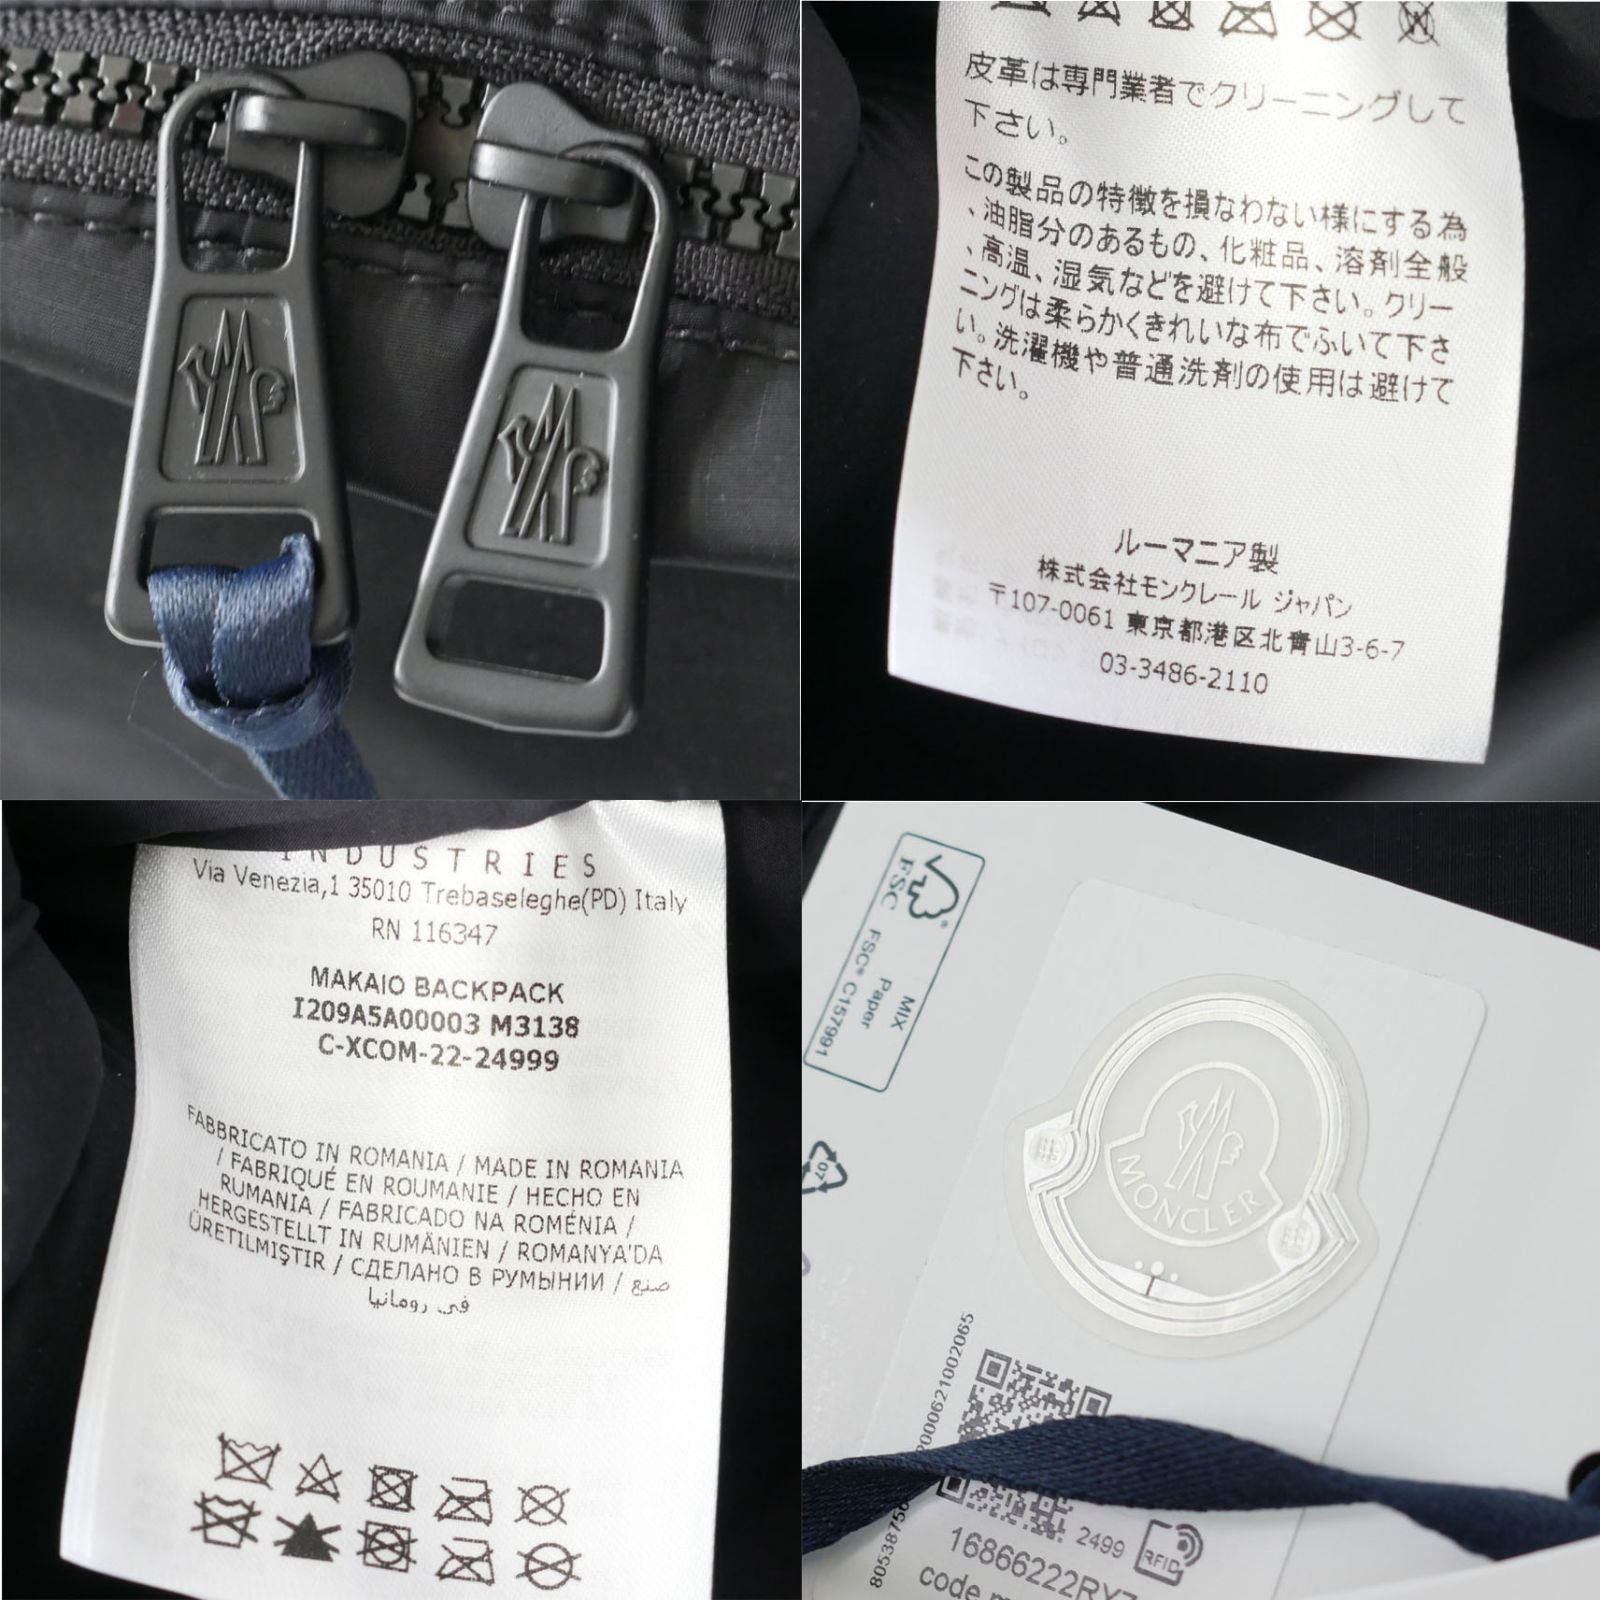 皮革は専門業者でクリーニングして
下さい。
この製品の特徴を損なわない様にする為
、油脂分のあるもの、化粧品、溶剤全般
、高温、湿気などを避けて下さい。クリー
ニングは柔らかくきれいな布でふいて下さ
い。洗濯機や普通洗剤の使用は避けて
下さい。
ルーマニア製
株式会社モンクレール ジャパン
〒107-0061 東京都港区北青山3-6-7
03-3486-2110
INDUSTRIES
Via Venezia,1 35010 Trebaseleghe(PD) Italy
RN 116347
MAKAIO BACKPACK
I209A5A00003 M3138
C-XCOM-22-24999
FABBRICATO IN ROMANIA / MADE IN ROMANIA
/ FABRIQUÉ EN ROUMANIE / HECHO EN
RUMANIA / FABRICADO NA ROMÉNIA /
HERGESTELLT IN RUMÄNIEN / ROMANYA'DA
ÜRETILMIŞTIR / СДЕЛАНО В РУМЫНИИ / صنع
في رومانيا
FSC
MIX
Paper
FSC® C157991
07
MONCLER
2499
RFID
code